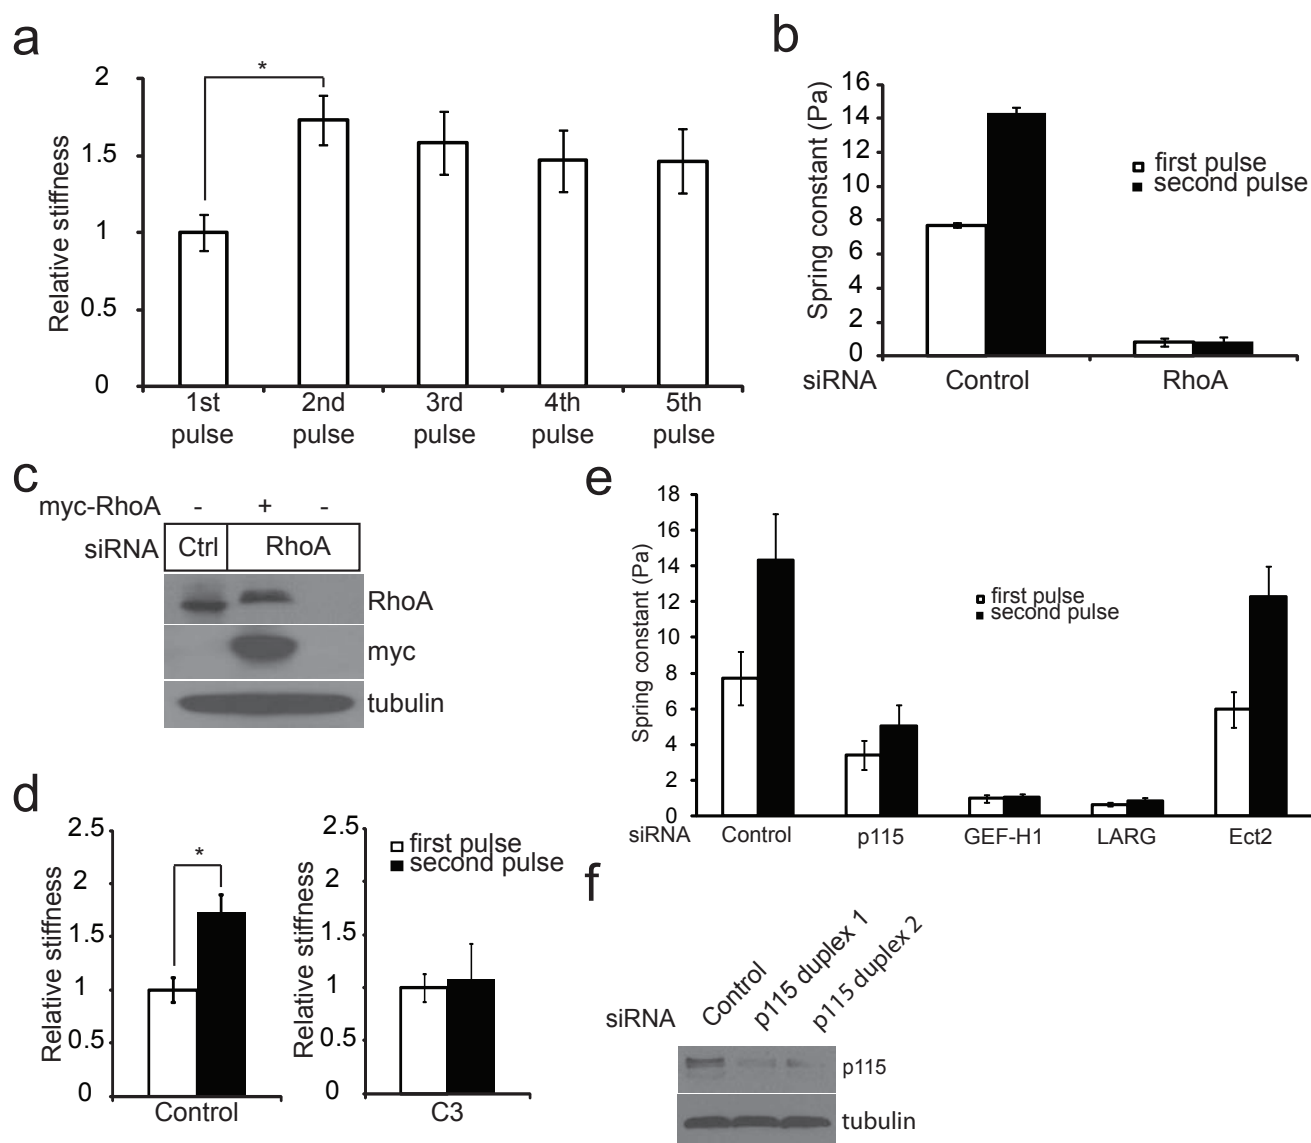 a
*
Relative stiffness
2
1.5
1
0.5
0
1st pulse
2nd pulse
3rd pulse
4th pulse
5th pulse
b
Spring constant (Pa)
16
14
12
10
8
6
4
2
0
first pulse
second pulse
siRNA Control RhoA
c
myc-RhoA - + -
siRNA Ctrl RhoA
RhoA
myc
tubulin
d
Relative stiffness
2.5
2
1.5
1
0.5
0
*
Control
Relative stiffness
2.5
2
1.5
1
0.5
0
first pulse
second pulse
C3
e
Spring constant (Pa)
18
16
14
12
10
8
6
4
2
0
first pulse
second pulse
siRNA Control p115 GEF-H1 LARG Ect2
f
siRNA Control p115 duplex 1 p115 duplex 2
p115
tubulin